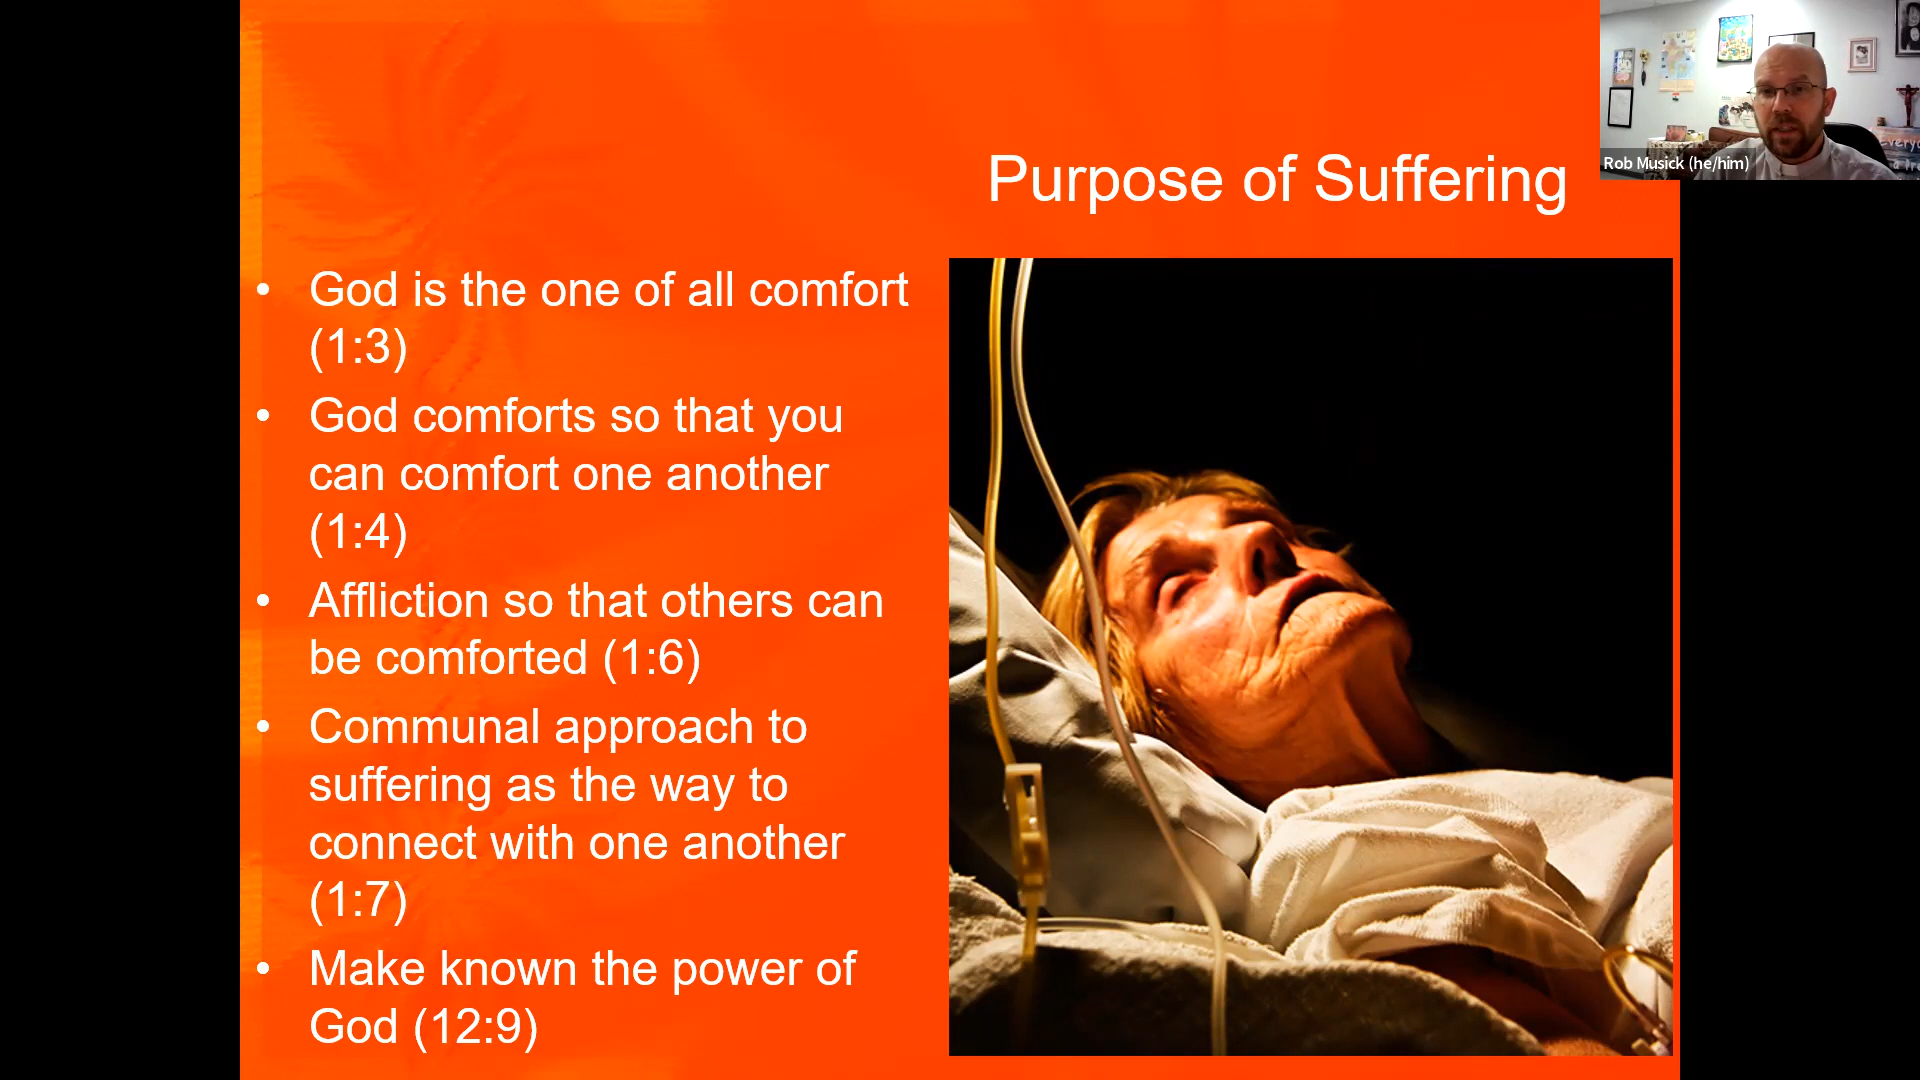 Purpose of Suffering
Rob Musick (he/him)
• God is the one of all comfort
(1:3)
• God comforts so that you
can comfort one another
(1:4)
• Affliction so that others can
be comforted (1:6)
• Communal approach to
suffering as the way to
connect with one another
(1:7)
• Make known the power of
God (12:9)